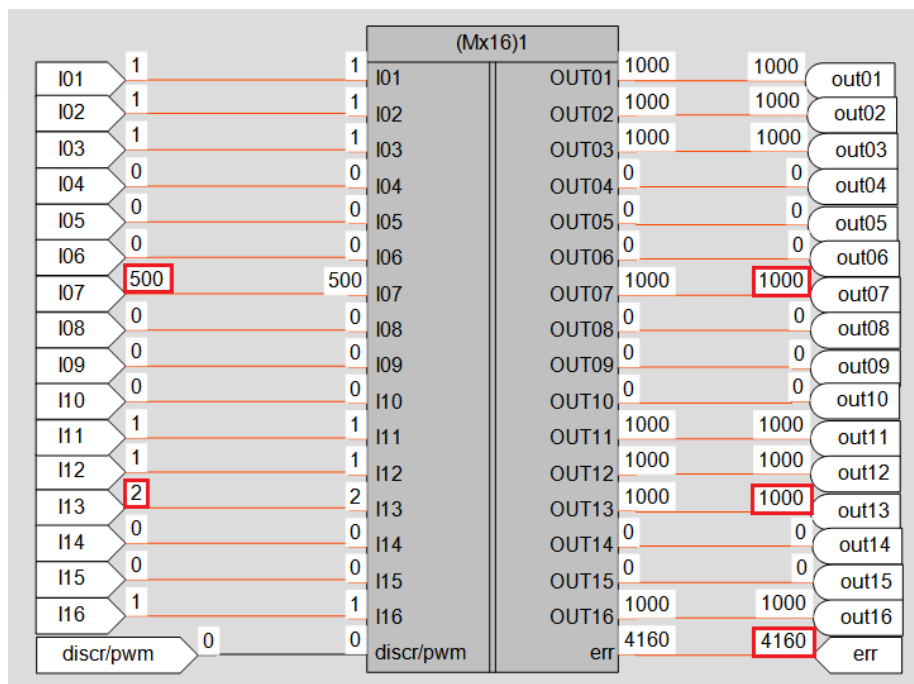 (Mx16)1
I01 1 1 I01 OUT01 1000 1000 out01
I02 1 1 I02 OUT02 1000 1000 out02
I03 1 1 I03 OUT03 1000 1000 out03
I04 0 0 I04 OUT04 0 0 out04
I05 0 0 I05 OUT05 0 0 out05
I06 0 0 I06 OUT06 0 0 out06
I07 500 500 I07 OUT07 1000 1000 out07
I08 0 0 I08 OUT08 0 0 out08
I09 0 0 I09 OUT09 0 0 out09
I10 0 0 I10 OUT10 0 0 out10
I11 1 1 I11 OUT11 1000 1000 out11
I12 1 1 I12 OUT12 1000 1000 out12
I13 2 2 I13 OUT13 1000 1000 out13
I14 0 0 I14 OUT14 0 0 out14
I15 0 0 I15 OUT15 0 0 out15
I16 1 1 I16 OUT16 1000 1000 out16
discr/pwm 0 0 discr/pwm err 4160 4160 err